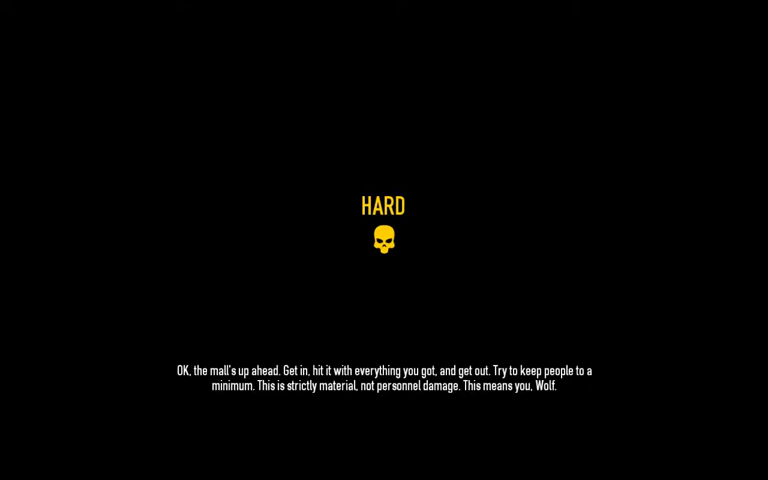 HARD
OK, the mall's up ahead. Get in, hit it with everything you got, and get out. Try to keep people to a
minimum. This is strictly material, not personnel damage. This means you, Wolf.